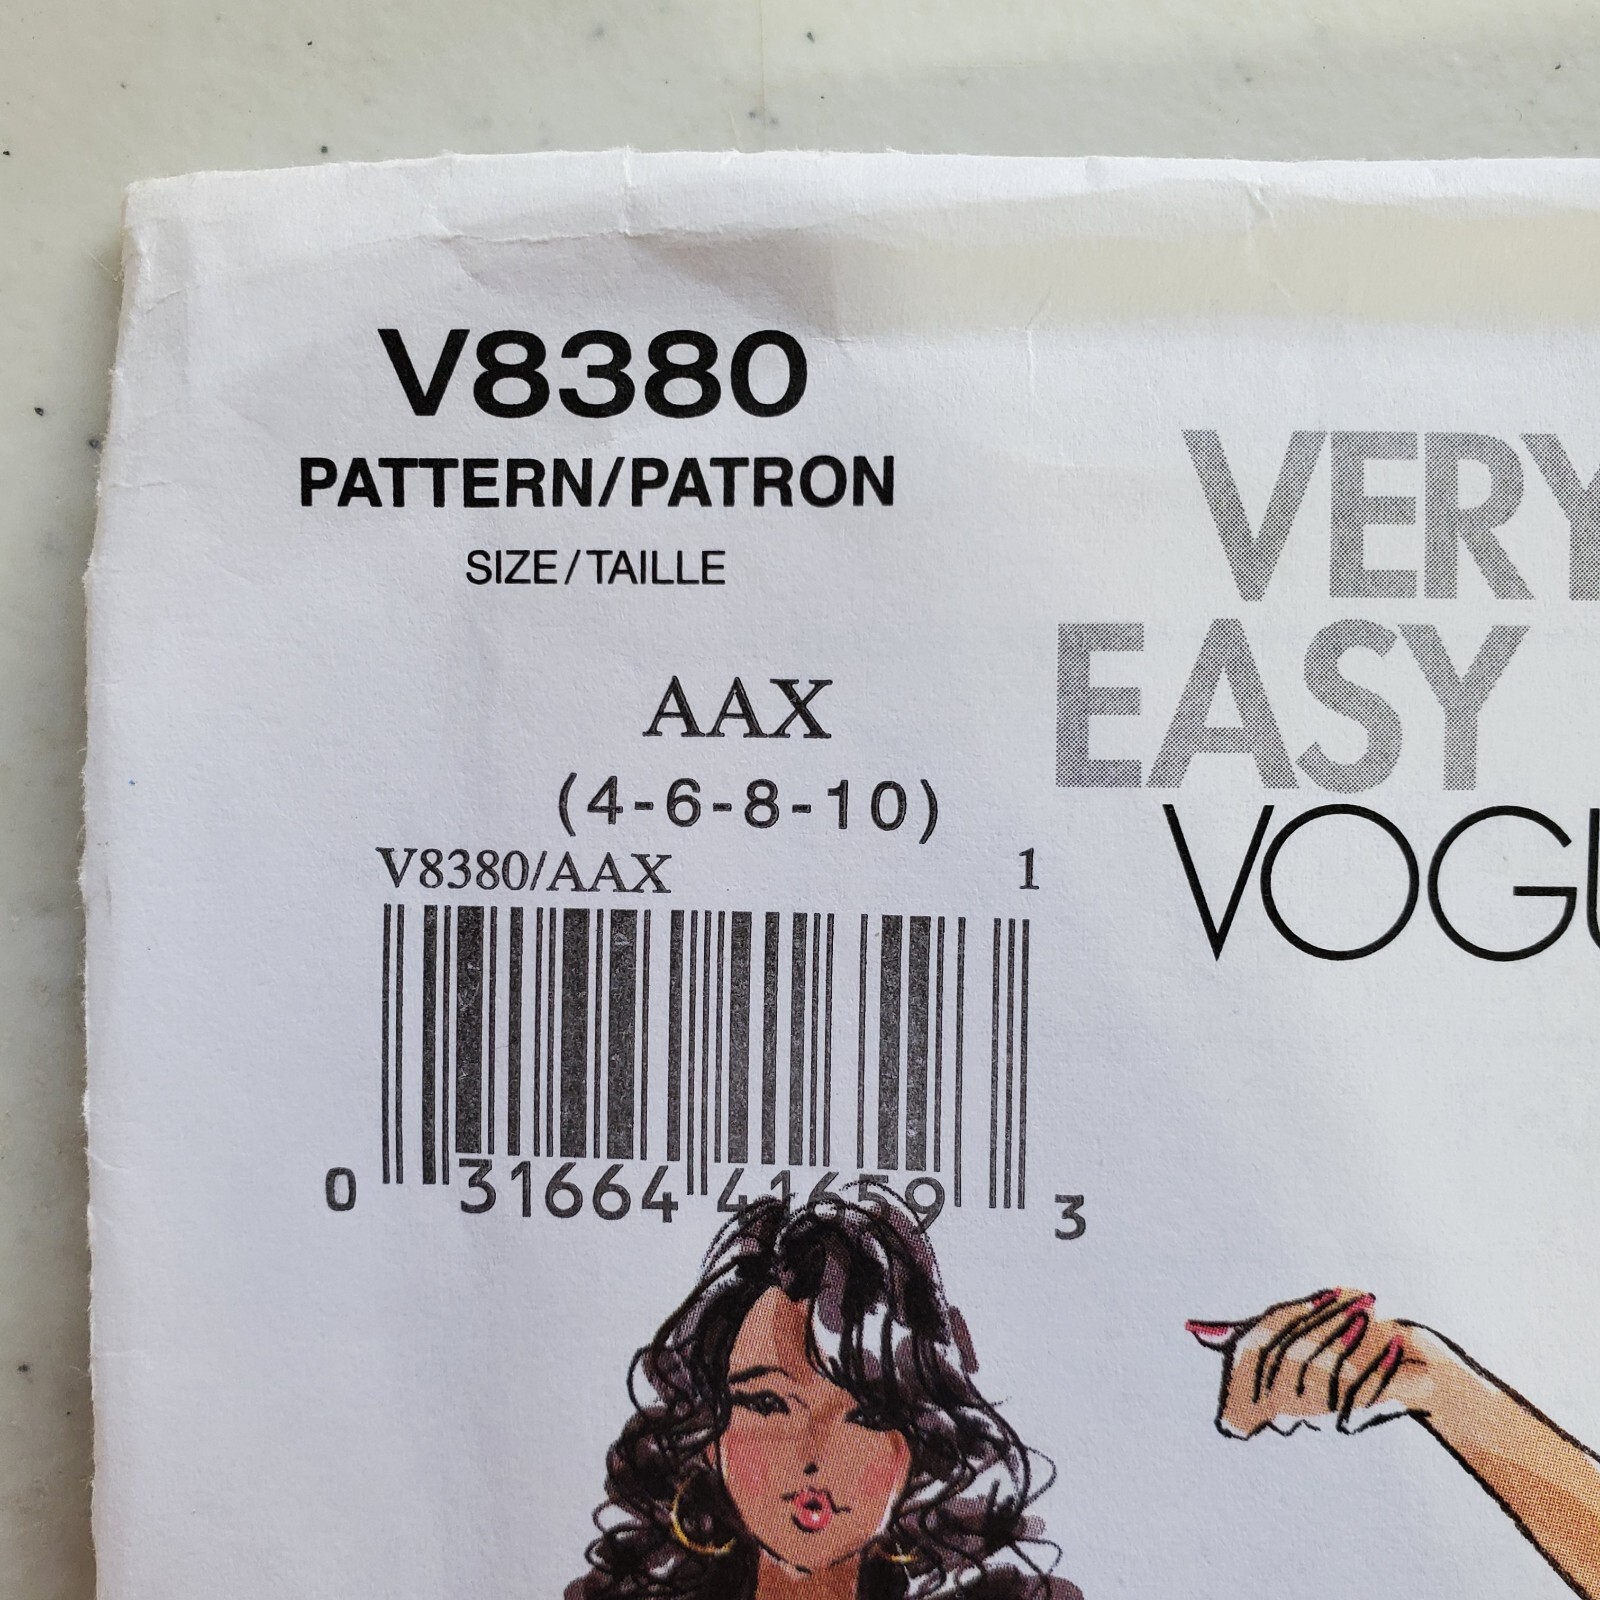 V8380
PATTERN/PATRON
SIZE/TAILLE
AAX
(4-6-8-10)
V8380/AAX 1
0 31664 41659 3
VERY
EASY
VOGU